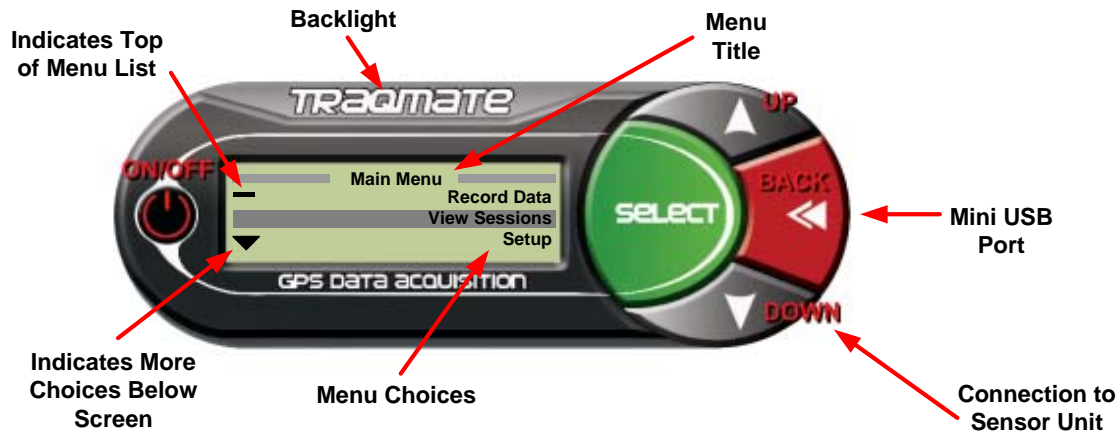 Backlight
Indicates Top
of Menu List
Menu
Title
TRAQMATE
UP
ON/OFF
Main Menu
Record Data
View Sessions
Setup
SELECT
BACK
Mini USB
Port
GPS DATA ACQUISITION
DOWN
Indicates More
Choices Below
Screen
Menu Choices
Connection to
Sensor Unit